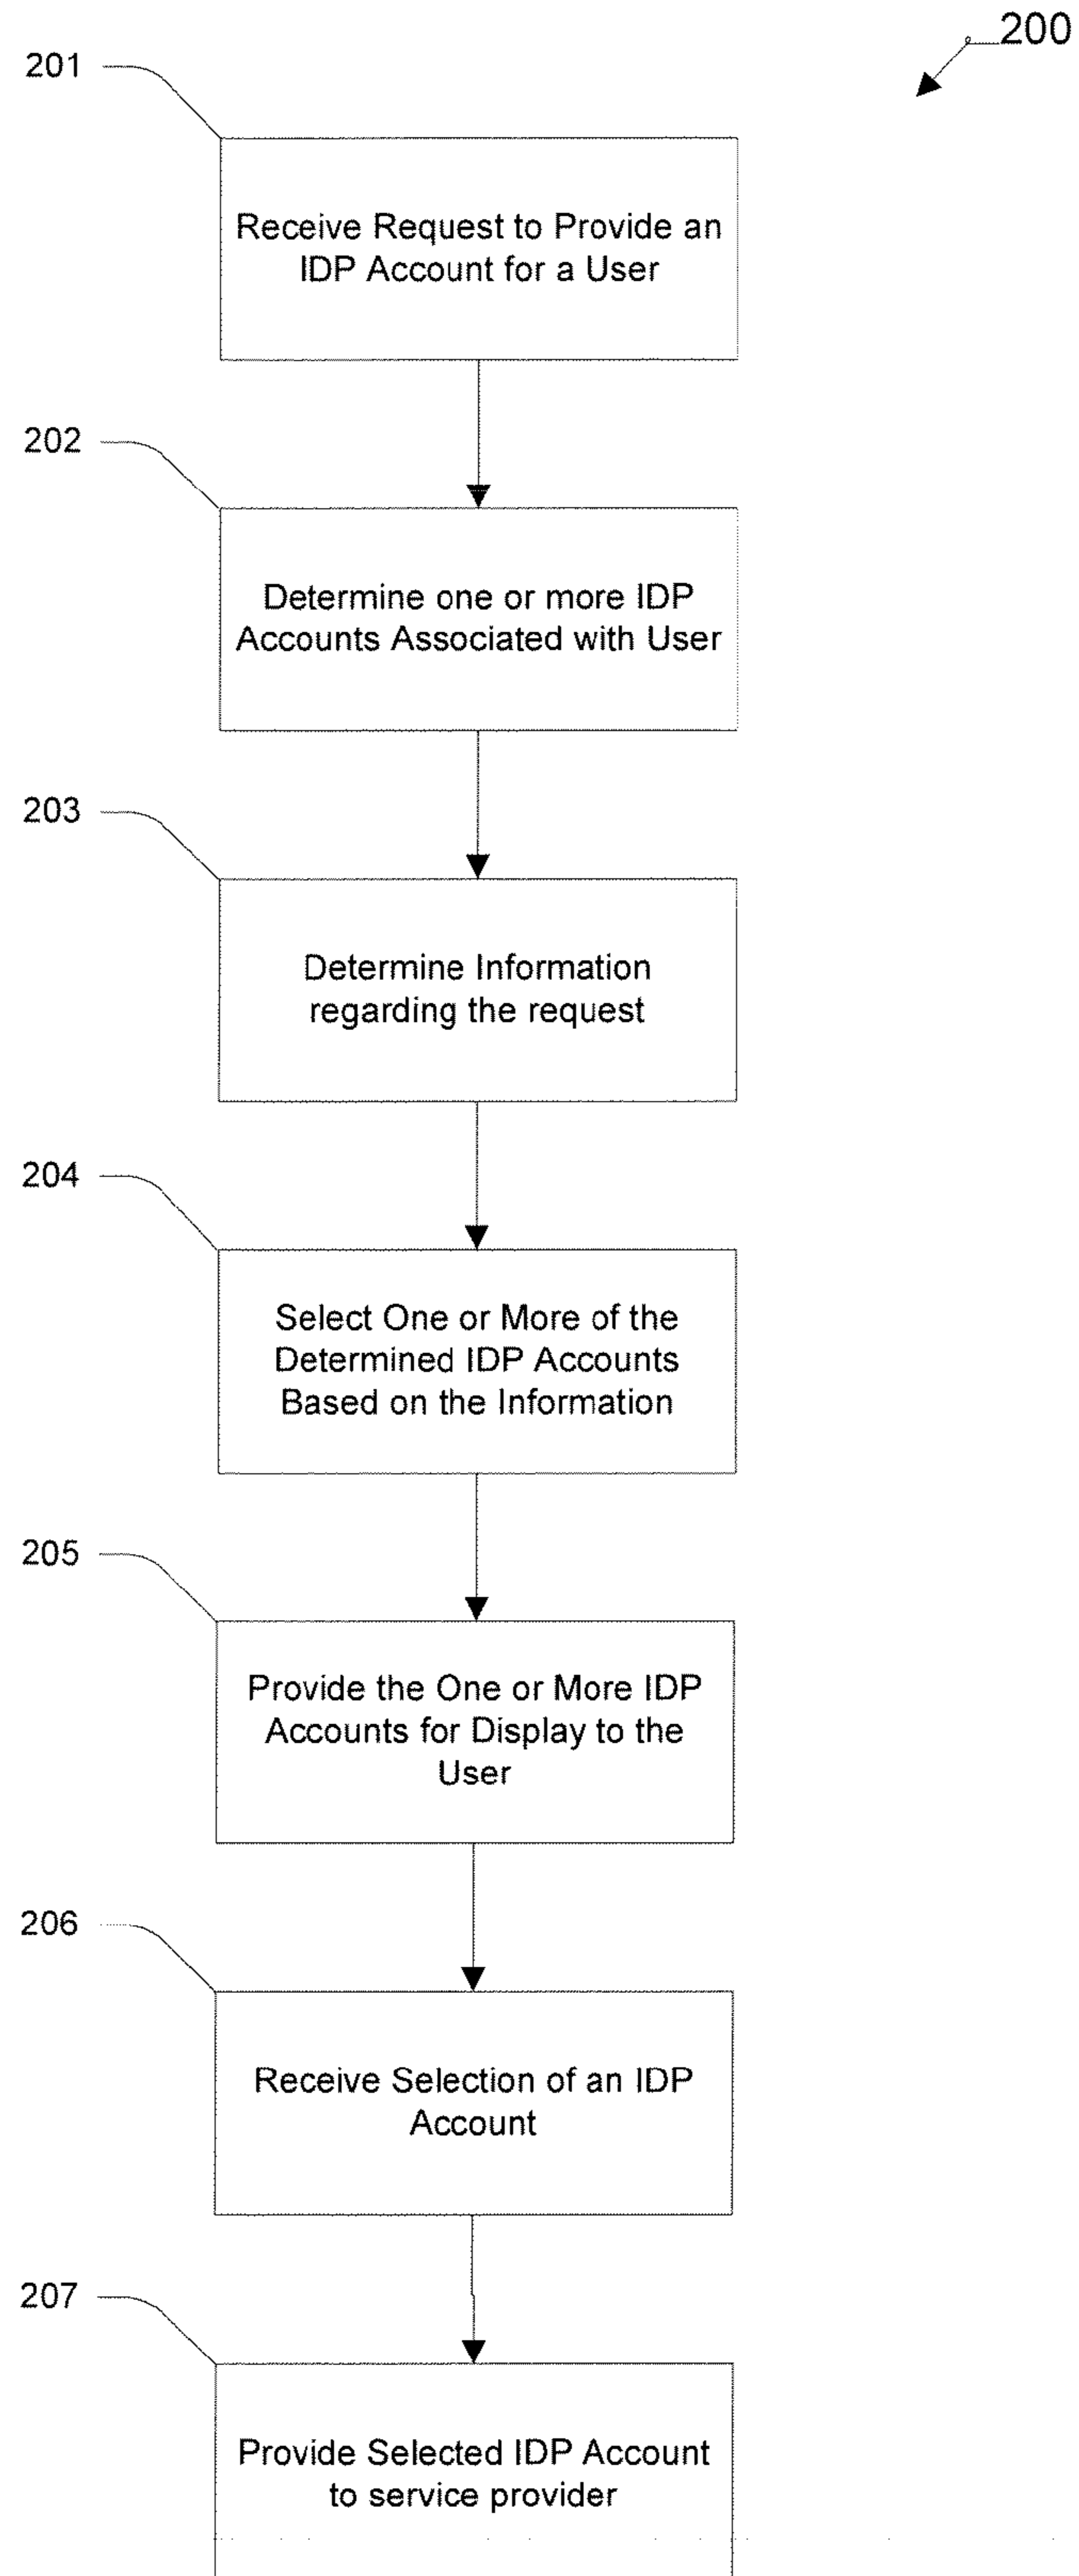 200
201
Receive Request to Provide an
IDP Account for a User
202
Determine one or more IDP
Accounts Associated with User
203
Determine Information
regarding the request
204
Select One or More of the
Determined IDP Accounts
Based on the Information
205
Provide the One or More IDP
Accounts for Display to the
User
206
Receive Selection of an IDP
Account
207
Provide Selected IDP Account
to service provider